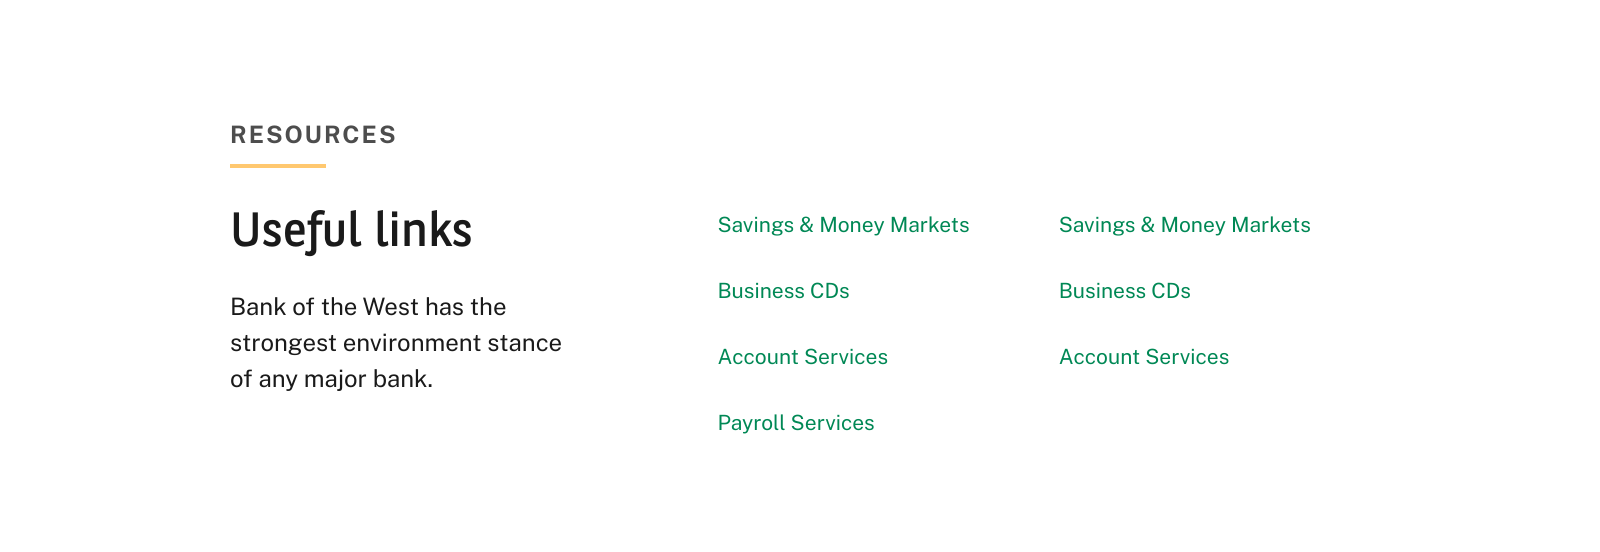 RESOURCES
Useful links
Bank of the West has the
strongest environment stance
of any major bank.
Savings & Money Markets
Business CDs
Account Services
Payroll Services
Savings & Money Markets
Business CDs
Account Services